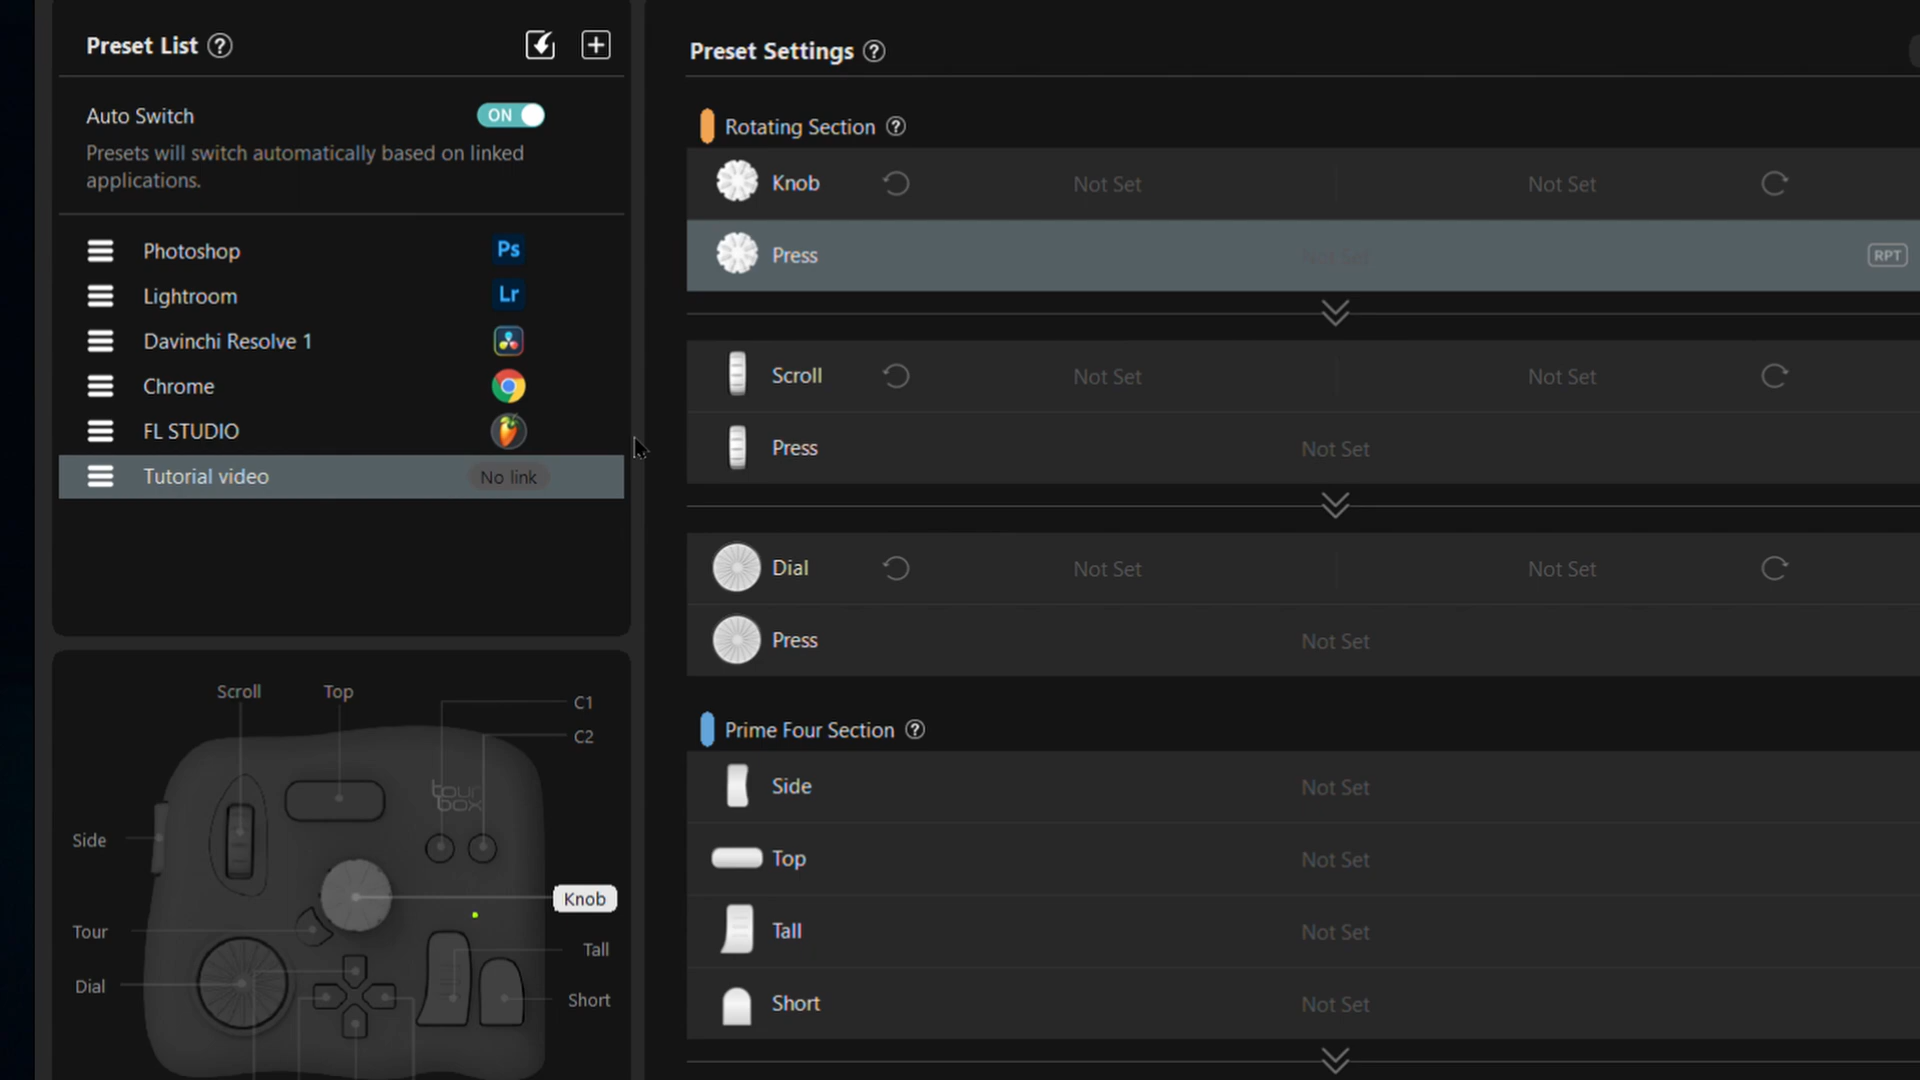 Preset List ?
Auto Switch
ON
Presets will switch automatically based on linked
applications.
Photoshop Ps
Lightroom Lr
Davinchi Resolve 1
Chrome
FL STUDIO
Tutorial video No link
Scroll Top
C1
C2
tour
box
Side
Knob
Tour
Tall
Dial
Short
Preset Settings ?
Rotating Section ?
Knob Not Set Not Set
Press Not Set RPT
Scroll Not Set Not Set
Press Not Set
Dial Not Set Not Set
Press Not Set
Prime Four Section ?
Side Not Set
Top Not Set
Tall Not Set
Short Not Set